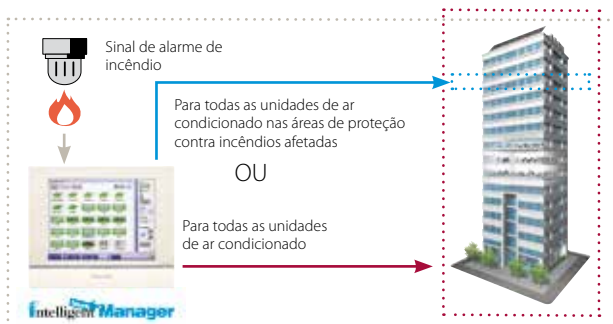 Sinal de alarme de
incêndio
Para todas as unidades de ar
condicionado nas áreas de proteção
contra incêndios afetadas
OU
Para todas as unidades
de ar condicionado
intelligent Manager